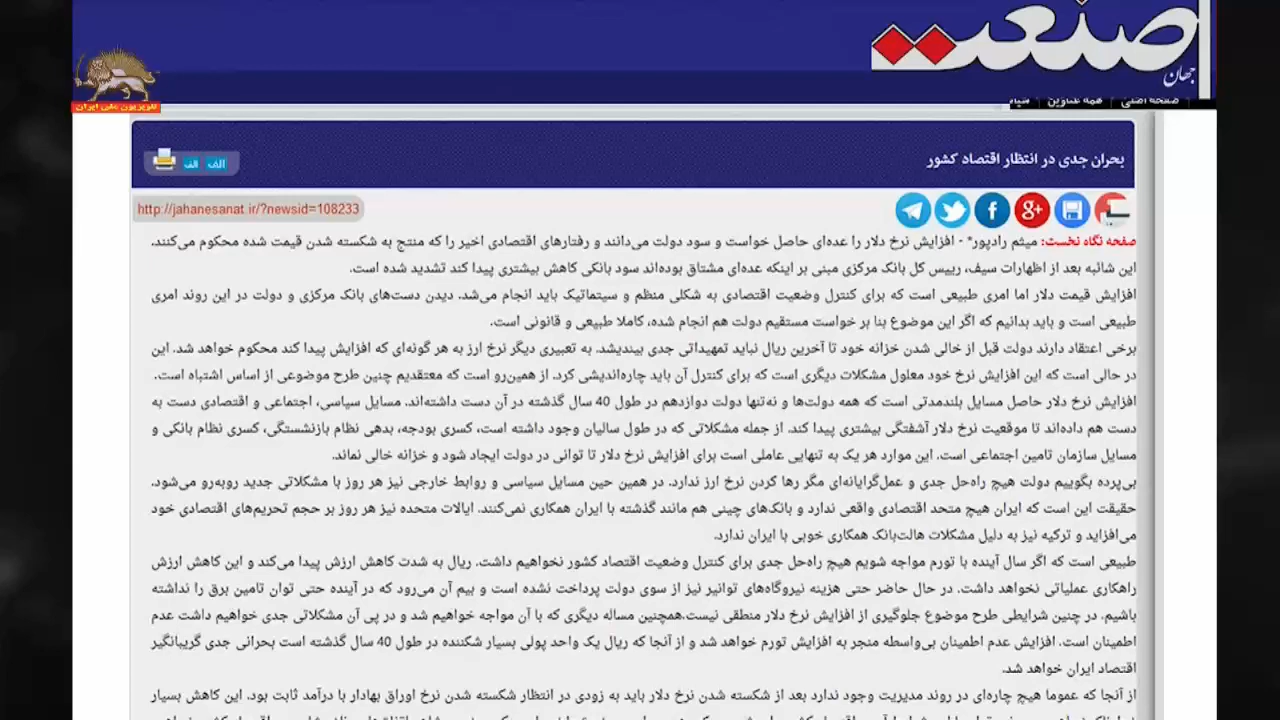 صنعت
جهان
تلویزیون ملی ایران
صفحه اصلی همه عناوین
بحران جدی در انتظار اقتصاد کشور
الف الف
http://jahanesanat.ir/?newsid=108233
صفحه نگاه نخست: میثم رادپور* - افزایش نرخ دلار را عده‌ای حاصل خواست و سود دولت می‌دانند و رفتارهای اقتصادی اخیر را که منتج به شکسته شدن قیمت شده محکوم می‌کنند.
این شائبه بعد از اظهارات سیف، رییس کل بانک مرکزی مبنی بر اینکه عده‌ای مشتاق بوده‌اند سود بانکی کاهش بیشتری پیدا کند تشدید شده است.
افزایش قیمت دلار اما امری طبیعی است که برای کنترل وضعیت اقتصادی به شکلی منظم و سیتماتیک باید انجام می‌شد. دیدن دست‌های بانک مرکزی و دولت در این روند امری
طبیعی است و باید بدانیم که اگر این موضوع بنا بر خواست مستقیم دولت هم انجام شده، کاملا طبیعی و قانونی است.
برخی اعتقاد دارند دولت قبل از خالی شدن خزانه خود تا آخرین ریال نباید تمهیداتی جدی بیندیشد. به تعبیری دیگر نرخ ارز به هر گونه‌ای که افزایش پیدا کند محکوم خواهد شد. این
در حالی است که این افزایش نرخ خود معلول مشکلات دیگری است که برای کنترل آن باید چاره‌اندیشی کرد. از همین‌رو است که معتقدیم چنین طرح موضوعی از اساس اشتباه است.
افزایش نرخ دلار حاصل مسایل بلندمدتی است که همه دولت‌ها و نه‌تنها دولت دوازدهم در طول 40 سال گذشته در آن دست داشته‌اند. مسایل سیاسی، اجتماعی و اقتصادی دست به
دست هم داده‌اند تا موقعیت نرخ دلار آشفتگی بیشتری پیدا کند. از جمله مشکلاتی که در طول سالیان وجود داشته است، کسری بودجه، بدهی نظام بازنشستگی، کسری نظام بانکی و
مسایل سازمان تامین اجتماعی است. این موارد هر یک به تنهایی عاملی است برای افزایش نرخ دلار تا توانی در دولت ایجاد شود و خزانه خالی نماند.
بی‌پرده بگوییم دولت هیچ راه‌حل جدی و عمل‌گرایانه‌ای مگر رها کردن نرخ ارز ندارد. در همین حین مسایل سیاسی و روابط خارجی نیز هر روز با مشکلاتی جدید روبه‌رو می‌شود.
حقیقت این است که ایران هیچ متحد اقتصادی واقعی ندارد و بانک‌های چینی هم مانند گذشته با ایران همکاری نمی‌کنند. ایالات متحده نیز هر روز بر حجم تحریم‌های اقتصادی خود
می‌افزاید و ترکیه نیز به دلیل مشکلات هالت‌بانک همکاری خوبی با ایران ندارد.
طبیعی است که اگر سال آینده با تورم مواجه شویم هیچ راه‌حل جدی برای کنترل وضعیت اقتصاد کشور نخواهیم داشت. ریال به شدت کاهش ارزش پیدا می‌کند و این کاهش ارزش
راهکاری عملیاتی نخواهد داشت. در حال حاضر حتی هزینه نیروگاه‌های توانیر نیز از سوی دولت پرداخت نشده است و بیم آن می‌رود که در آینده حتی توان تامین برق را نداشته
باشیم. در چنین شرایطی طرح موضوع جلوگیری از افزایش نرخ دلار منطقی نیست.همچنین مساله دیگری که با آن مواجه خواهیم شد و در پی آن مشکلاتی جدی خواهیم داشت عدم
اطمینان است. افزایش عدم اطمینان بی‌واسطه منجر به افزایش تورم خواهد شد و از آنجا که ریال یک واحد پولی بسیار شکننده در طول 40 سال گذشته است بحرانی جدی گریبانگیر
اقتصاد ایران خواهد شد.
از آنجا که عموما هیچ چاره‌ای در روند مدیریت وجود ندارد بعد از شکسته شدن نرخ دلار باید به زودی در انتظار شکسته شدن نرخ اوراق بهادار با درآمد ثابت بود. این کاهش بسیار